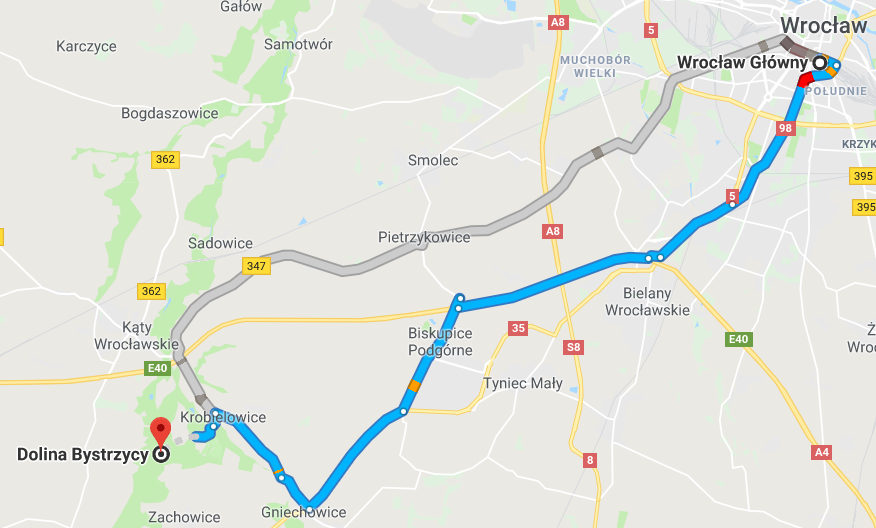 Gałów
Wrocław
A8
5
Karczyce
Samotwór
MUCHOBÓR
WIELKI
Wrocław Główny
POŁUDNIE
Bogdaszowice
98
KRZYK
362
Smolec
395
5
395
Pietrzykowice
A8
Sadowice
347
362
Bielany
Wrocławskie
Kąty
Wrocławskie
35
Biskupice
Podgórne
S8
E40
Ż
Wroc
E40
Tyniec Mały
Krobielowice
Dolina Bystrzycy
8
A4
Gniechowice
Zachowice